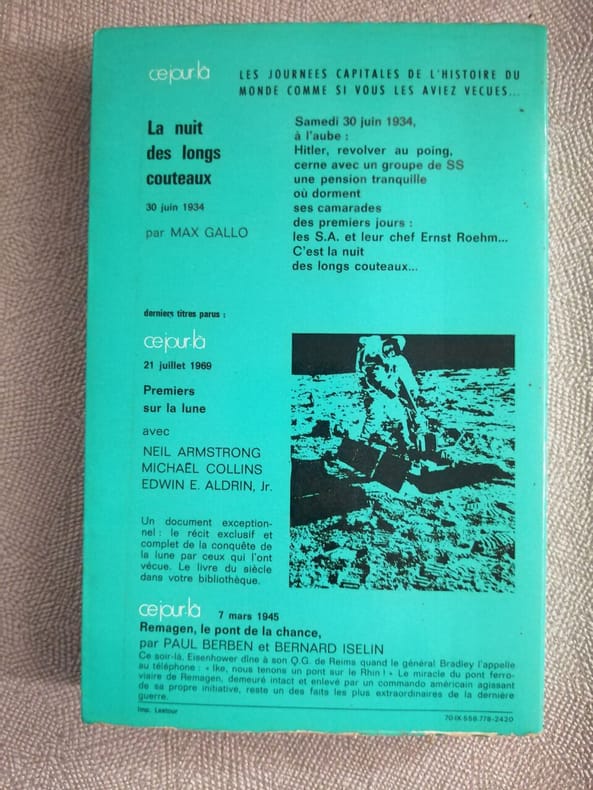 ce jour-là
LES JOURNEES CAPITALES DE L'HISTOIRE DU
MONDE COMME SI VOUS LES AVIEZ VECUES...
La nuit
des longs
couteaux
30 juin 1934
par MAX GALLO
Samedi 30 juin 1934,
à l'aube :
Hitler, revolver au poing,
cerne avec un groupe de SS
une pension tranquille
où dorment
ses camarades
des premiers jours :
les S.A. et leur chef Ernst Roehm...
C'est la nuit
des longs couteaux...
derniers titres parus :
ce jour-là
21 juillet 1969
Premiers
sur la lune
avec
NEIL ARMSTRONG
MICHAËL COLLINS
EDWIN E. ALDRIN, Jr.
Un document exception-
nel : le récit exclusif et
complet de la conquête de
la lune par ceux qui l'ont
vécue. Le livre du siècle
dans votre bibliothèque.
ce jour-là 7 mars 1945
Remagen, le pont de la chance,
par PAUL BERBEN et BERNARD ISELIN
Ce soir-là, Eisenhower dîne à son Q.G. de Reims quand le général Bradley l'appelle
au téléphone : « Ike, nous tenons un pont sur le Rhin ! » Le miracle du pont ferro-
viaire de Remagen, demeuré intact et enlevé par un commando américain agissant
de sa propre initiative, reste un des faits les plus extraordinaires de la dernière
guerre.
Imp. Lextour
70-IX-558.778-2420